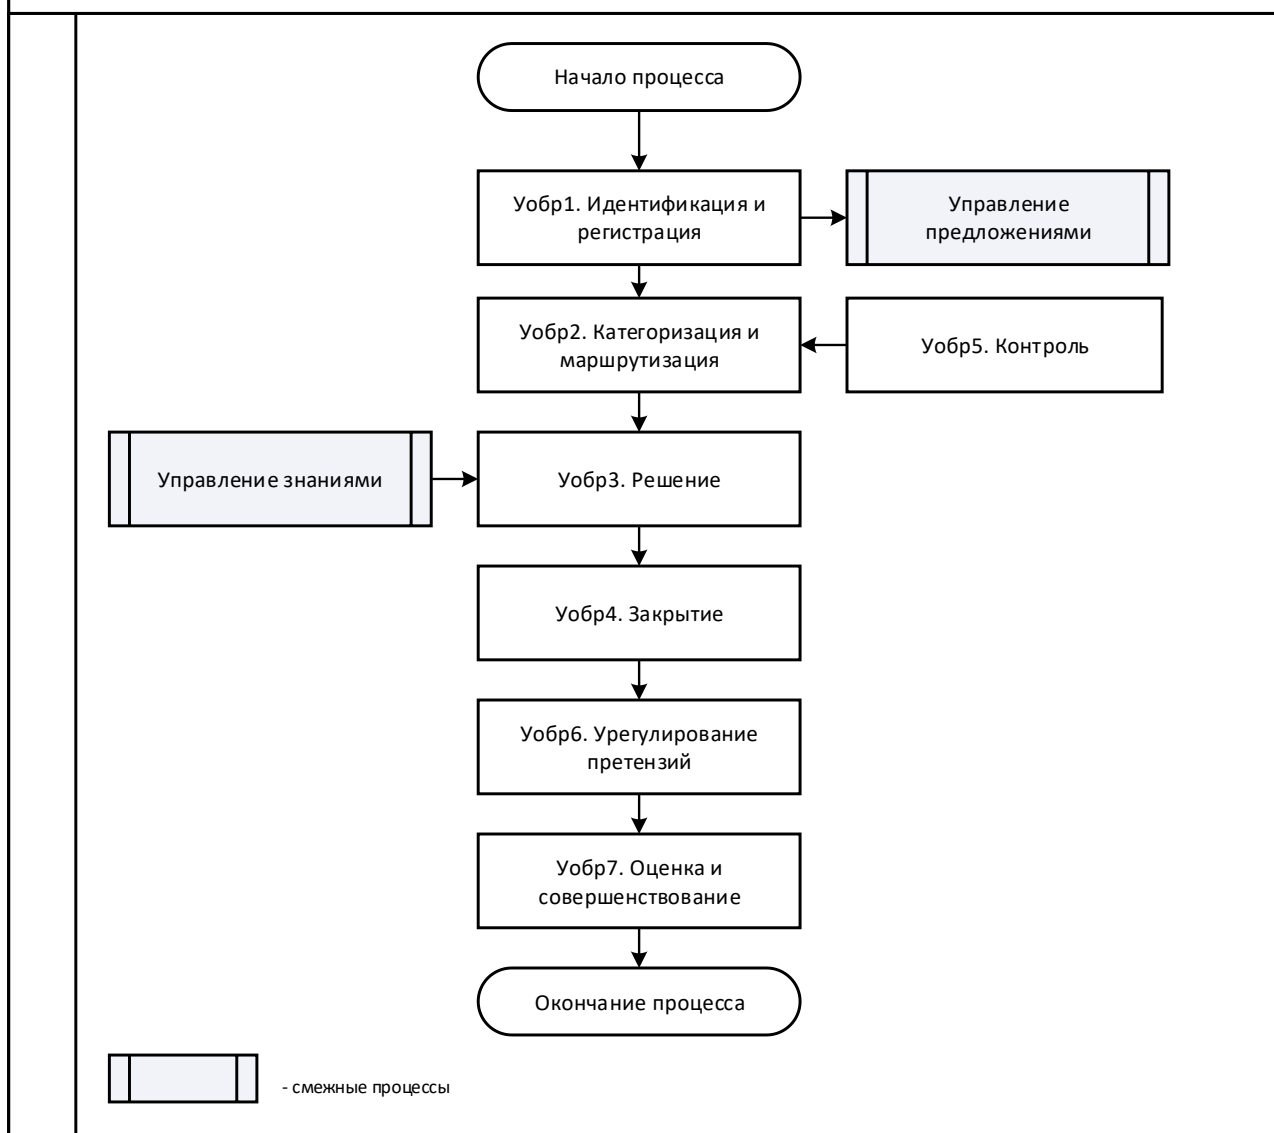 Начало процесса
Уобр1. Идентификация и
регистрация
Управление
предложениями
Уобр2. Категоризация и
маршрутизация
Уобр5. Контроль
Управление знаниями
Уобр3. Решение
Уобр4. Закрытие
Уобр6. Урегулирование
претензий
Уобр7. Оценка и
совершенствование
Окончание процесса
- смежные процессы